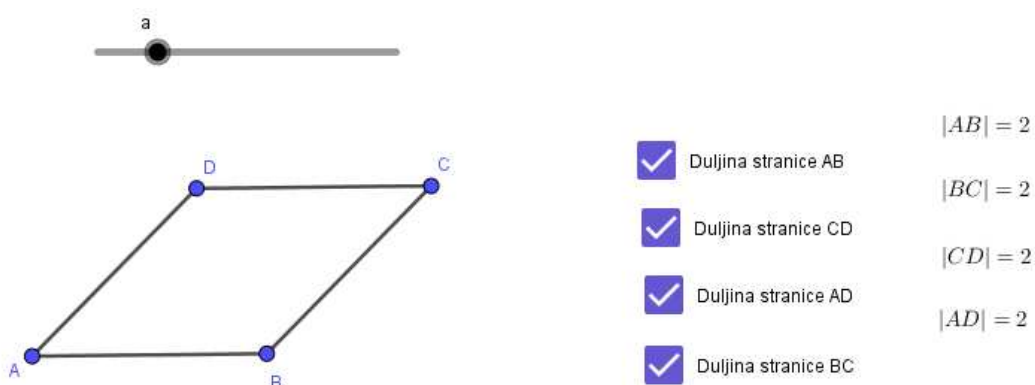 a
D
C
A
B
Duljina stranice AB
Duljina stranice CD
Duljina stranice AD
Duljina stranice BC
|AB| = 2
|BC| = 2
|CD| = 2
|AD| = 2